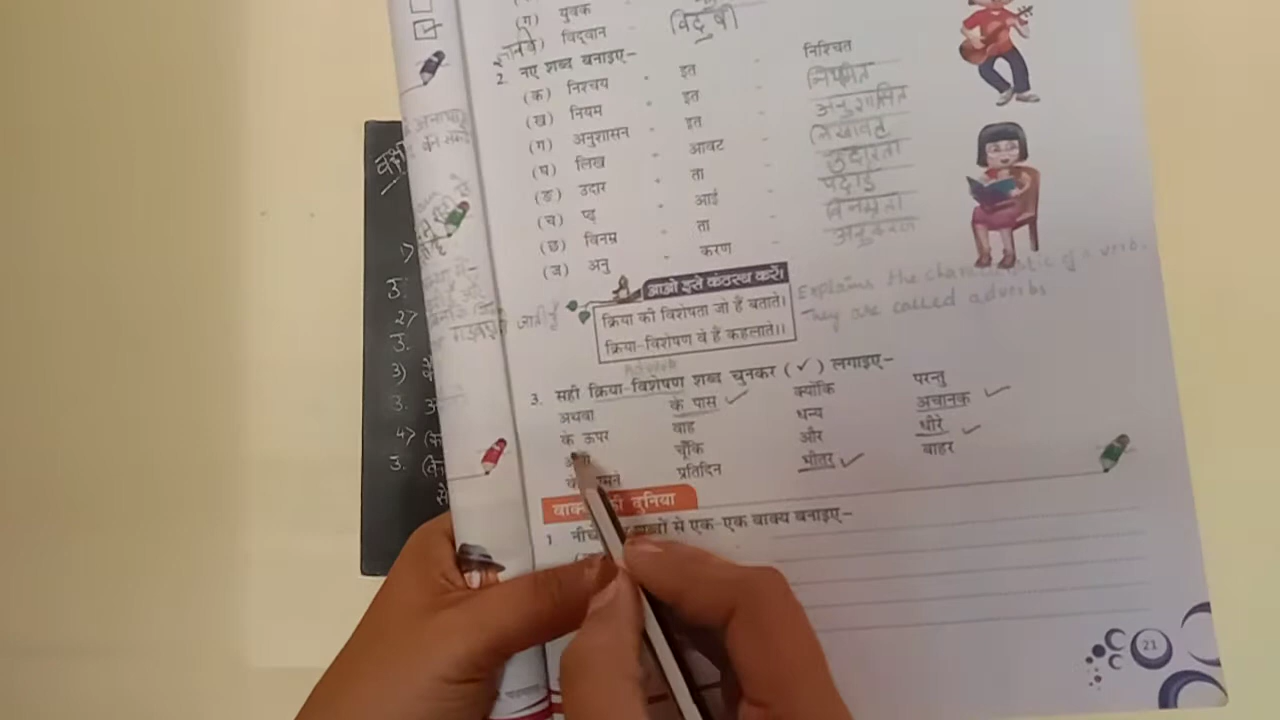 (ग) युवक
विद्वान विदुषी
2. नए शब्द बनाइए-
(क) निश्चय - इत - निश्चित
(ख) नियम - इत - नियमित
(ग) अनुशासन - इत - अनुशासित
(घ) लिख - आवट - लिखावट
(ङ) उदार - ता - उदारता
(च) पढ़ - आई - पढ़ाई
(छ) विनम्र - ता - विनम्रता
(ज) अनु - करण - अनुकरण
आओ इसे कंठस्थ करें।
क्रिया की विशेषता जो हैं बताते।
क्रिया-विशेषण वे हैं कहलाते।।
Explains the characteristic of a verb.
They are called adverbs
जाती है
3. सही क्रिया-विशेषण शब्द चुनकर (✓) लगाइए-
अथवा के पास ✓ क्योंकि परन्तु
के ऊपर वाह धन्य अचानक ✓
चूँकि और धीरे ✓
प्रतिदिन भीतर ✓ बाहर
की दुनिया
1 शब्दों से एक-एक वाक्य बनाइए-
21